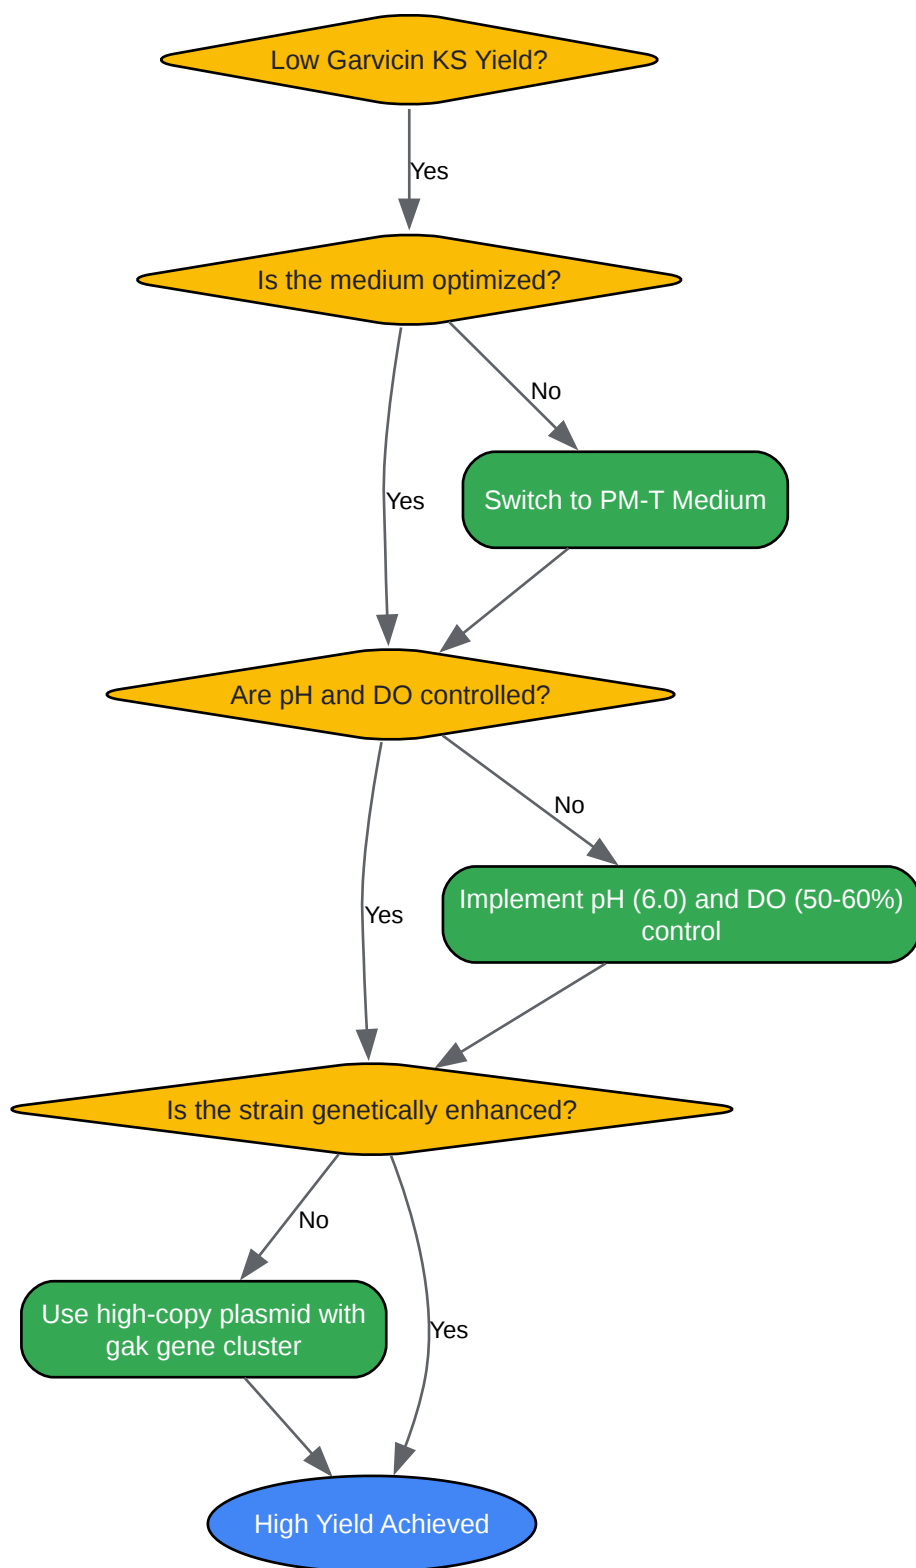 Low Garvicin KS Yield?
Yes
Is the medium optimized?
No
Switch to PM-T Medium
Yes
Are pH and DO controlled?
No
Implement pH (6.0) and DO (50-60%)
control
Yes
Is the strain genetically enhanced?
No
Use high-copy plasmid with
gak gene cluster
Yes
High Yield Achieved